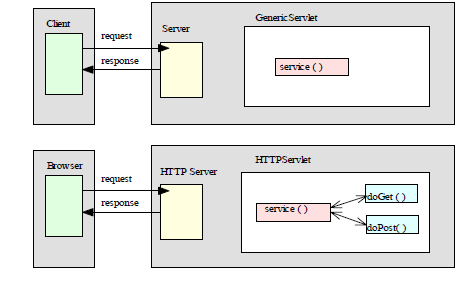 Client
request
response
Server
GenericServlet
service ( )
Browser
request
response
HTTP Server
HTTPServlet
service ( )
doGet ( )
doPost( )